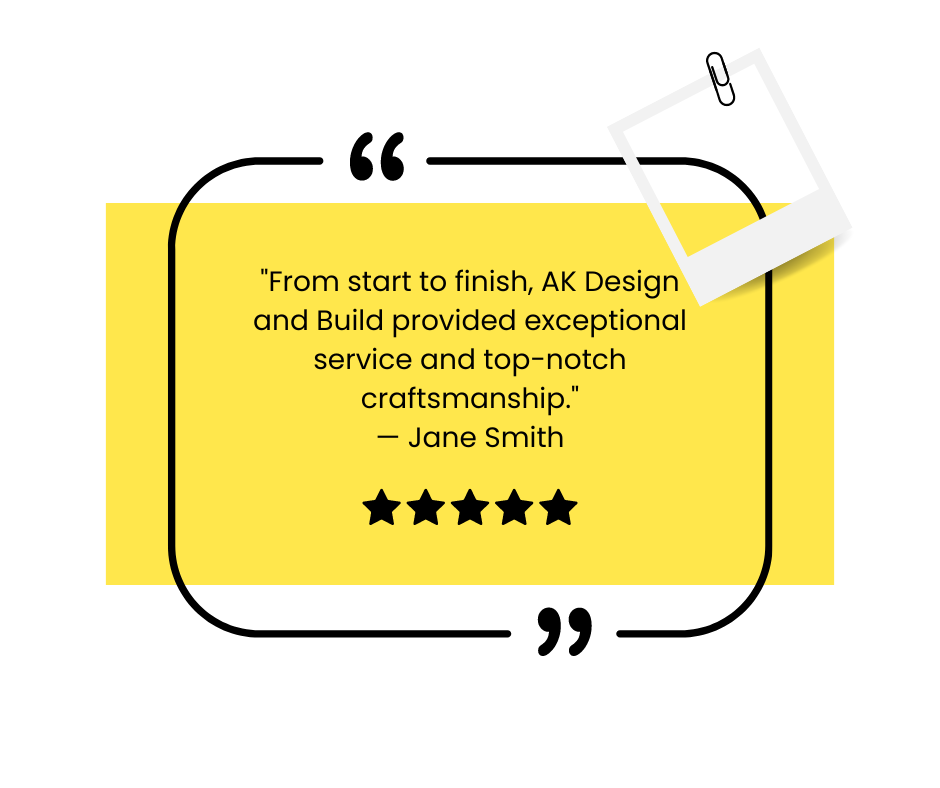 "From start to finish, AK Design
and Build provided exceptional
service and top-notch
craftsmanship."
— Jane Smith